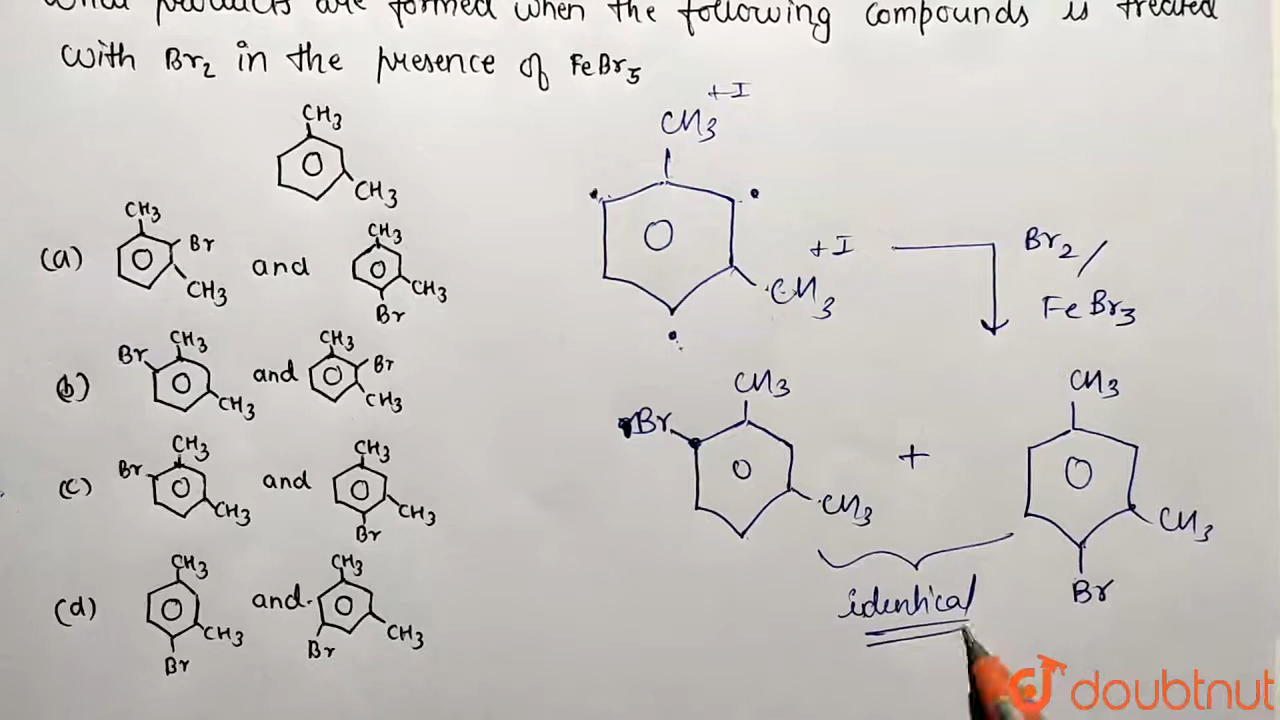 What products are formed when the following compounds is treated
with Br2 in the presence of FeBr5
CH3
CH3
(a) CH3 Br CH3 and CH3 CH3 Br
(b) Br CH3 CH3 and CH3 Br CH3
(c) Br CH3 CH3 and CH3 CH3 Br
(d) CH3 CH3 Br and CH3 CH3 Br
+I
CH3
+I
CH3
Br2/
FeBr3
Br CH3 CH3 + CH3 CH3 Br
identical
doubtnut